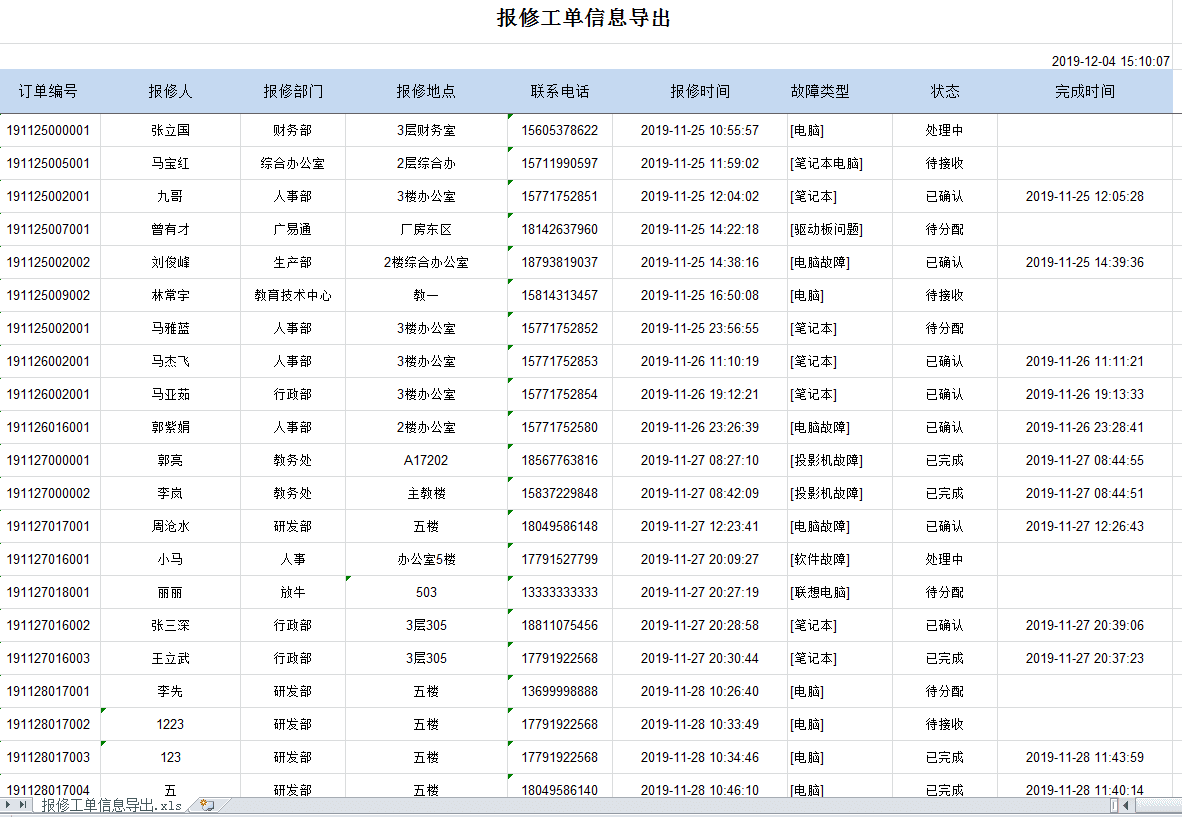 报修工单信息导出
2019-12-04 15:10:07
订单编号 报修人 报修部门 报修地点 联系电话 报修时间 故障类型 状态 完成时间
191125000001 张立国 财务部 3层财务室 15605378622 2019-11-25 10:55:57 [电脑] 处理中
191125005001 马宝红 综合办公室 2层综合办 15711990597 2019-11-25 11:59:02 [笔记本电脑] 待接收
191125002001 九哥 人事部 3楼办公室 15771752851 2019-11-25 12:04:02 [笔记本] 已确认 2019-11-25 12:05:28
191125007001 曾有才 广易通 厂房东区 18142637960 2019-11-25 14:22:18 [驱动板问题] 待分配
191125002002 刘俊峰 生产部 2楼综合办公室 18793819037 2019-11-25 14:38:16 [电脑故障] 已确认 2019-11-25 14:39:36
191125009002 林常宇 教育技术中心 教一 15814313457 2019-11-25 16:50:08 [电脑] 待接收
191125002001 马雅蓝 人事部 3楼办公室 15771752852 2019-11-25 23:56:55 [笔记本] 待分配
191126002001 马杰飞 人事部 3楼办公室 15771752853 2019-11-26 11:10:19 [笔记本] 已确认 2019-11-26 11:11:21
191126002001 马亚茹 行政部 3楼办公室 15771752854 2019-11-26 19:12:21 [笔记本] 已确认 2019-11-26 19:13:33
191126016001 郭紫娟 人事部 2楼办公室 15771752580 2019-11-26 23:26:39 [电脑故障] 已确认 2019-11-26 23:28:41
191127000001 郭亮 教务处 A17202 18567763816 2019-11-27 08:27:10 [投影机故障] 已完成 2019-11-27 08:44:55
191127000002 李岚 教务处 主教楼 15837229848 2019-11-27 08:42:09 [投影机故障] 已完成 2019-11-27 08:44:51
191127017001 周沧水 研发部 五楼 18049586148 2019-11-27 12:23:41 [电脑故障] 已确认 2019-11-27 12:26:43
191127016001 小马 人事 办公室5楼 17791527799 2019-11-27 20:09:27 [软件故障] 处理中
191127018001 丽丽 放牛 503 13333333333 2019-11-27 20:27:19 [联想电脑] 待分配
191127016002 张三深 行政部 3层305 18811075456 2019-11-27 20:28:58 [笔记本] 已确认 2019-11-27 20:39:06
191127016003 王立武 行政部 3层305 17791922568 2019-11-27 20:30:44 [笔记本] 已完成 2019-11-27 20:37:23
191128017001 李先 研发部 五楼 13699998888 2019-11-28 10:26:40 [电脑] 待分配
191128017002 1223 研发部 五楼 17791922568 2019-11-28 10:33:49 [电脑] 待接收
191128017003 123 研发部 五楼 17791922568 2019-11-28 10:34:46 [电脑] 已完成 2019-11-28 11:43:59
191128017004 五 研发部 五楼 18049586140 2019-11-28 10:46:10 [电脑] 已完成 2019-11-28 11:40:14
报修工单信息导出.xls